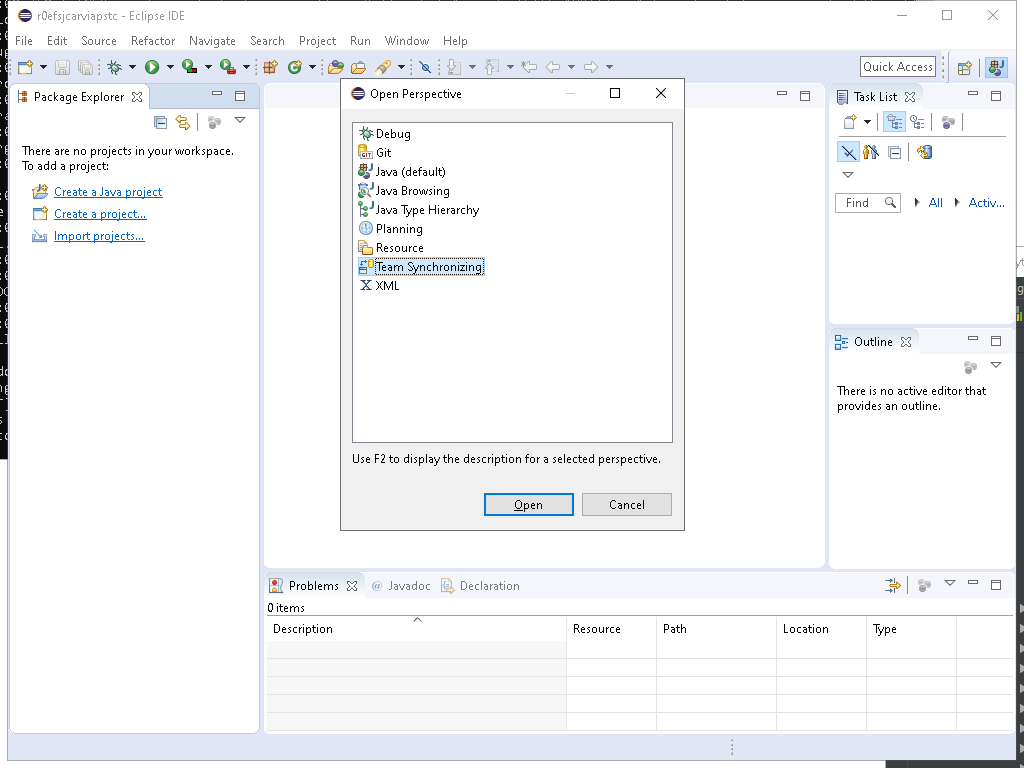 r0efsjcarviapstc - Eclipse IDE
File Edit Source Refactor Navigate Search Project Run Window Help
Quick Access
Package Explorer
There are no projects in your workspace.
To add a project:
Create a Java project
Create a project...
Import projects...
Open Perspective
Debug
Git
Java (default)
Java Browsing
Java Type Hierarchy
Planning
Resource
Team Synchronizing
XML
Use F2 to display the description for a selected perspective.
Open Cancel
Task List
Find All Activ...
Outline
There is no active editor that
provides an outline.
Problems @ Javadoc Declaration
0 items
Description Resource Path Location Type